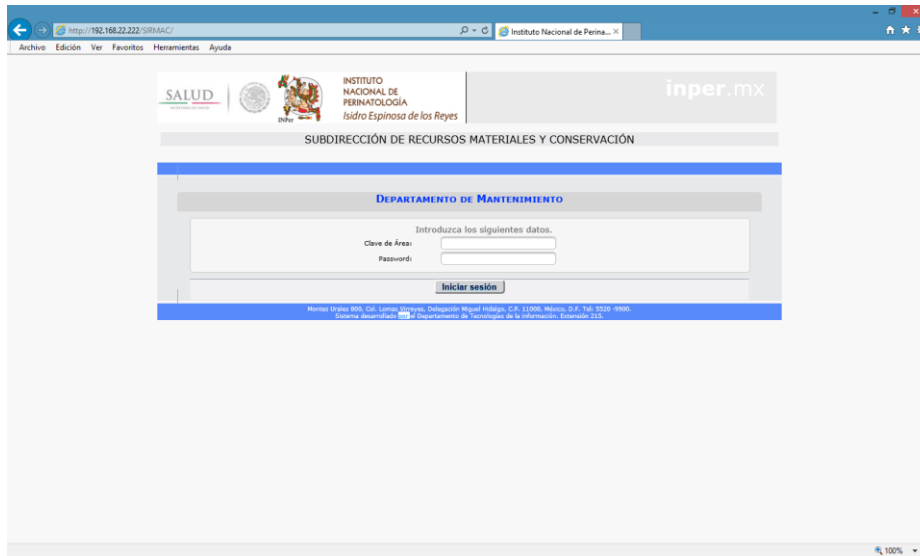 http://192.168.22.222/SIRMAC/
Instituto Nacional de Perina...
Archivo Edición Ver Favoritos Herramientas Ayuda
SALUD
INPer
INSTITUTO
NACIONAL DE
PERINATOLOGÍA
Isidro Espinosa de los Reyes
inper.mx
SUBDIRECCIÓN DE RECURSOS MATERIALES Y CONSERVACIÓN
DEPARTAMENTO DE MANTENIMIENTO
Introduzca los siguientes datos.
Clave de Área:
Password:
Iniciar sesión
Montes Urales 800, Col. Lomas Virreyes, Delegación Miguel Hidalgo, C.P. 11000, México, D.F. Tel: 5520 -9900.
Sistema desarrollado por el Departamento de Tecnologías de la información. Extensión 213.
100%